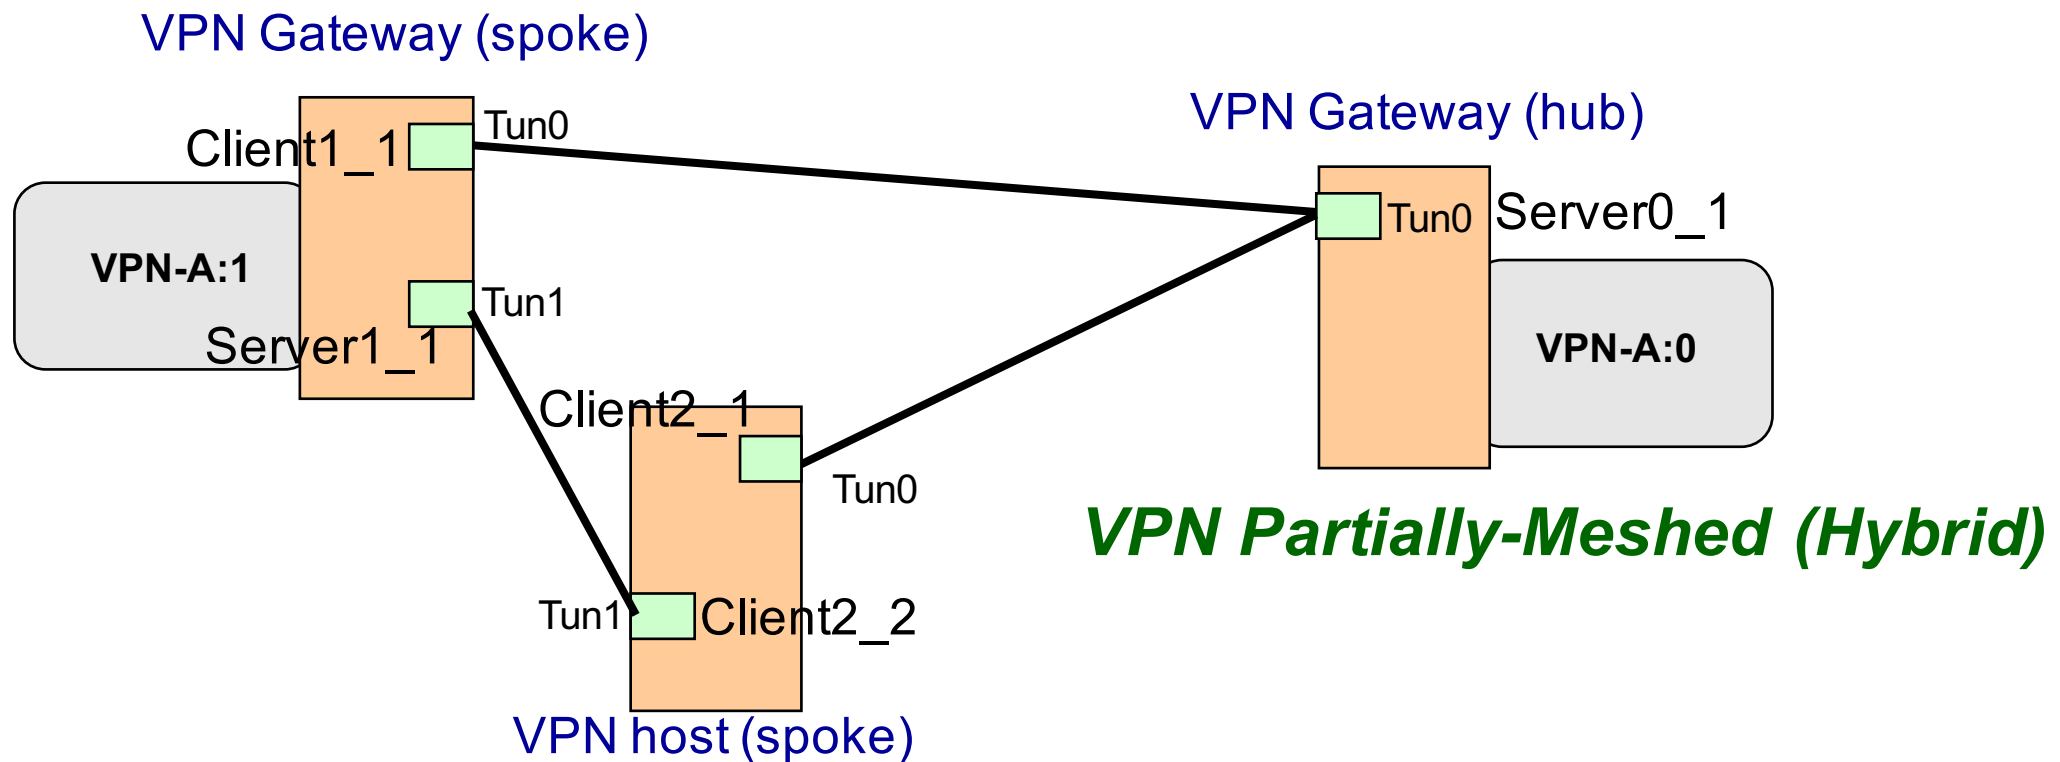 VPN Gateway (spoke)
VPN Gateway (hub)
Tun0
Client1_1
Tun0
Server0_1
VPN-A:1
Tun1
Server1_1
VPN-A:0
Client2_1
Tun0
VPN Partially-Meshed (Hybrid)
Tun1
Client2_2
VPN host (spoke)